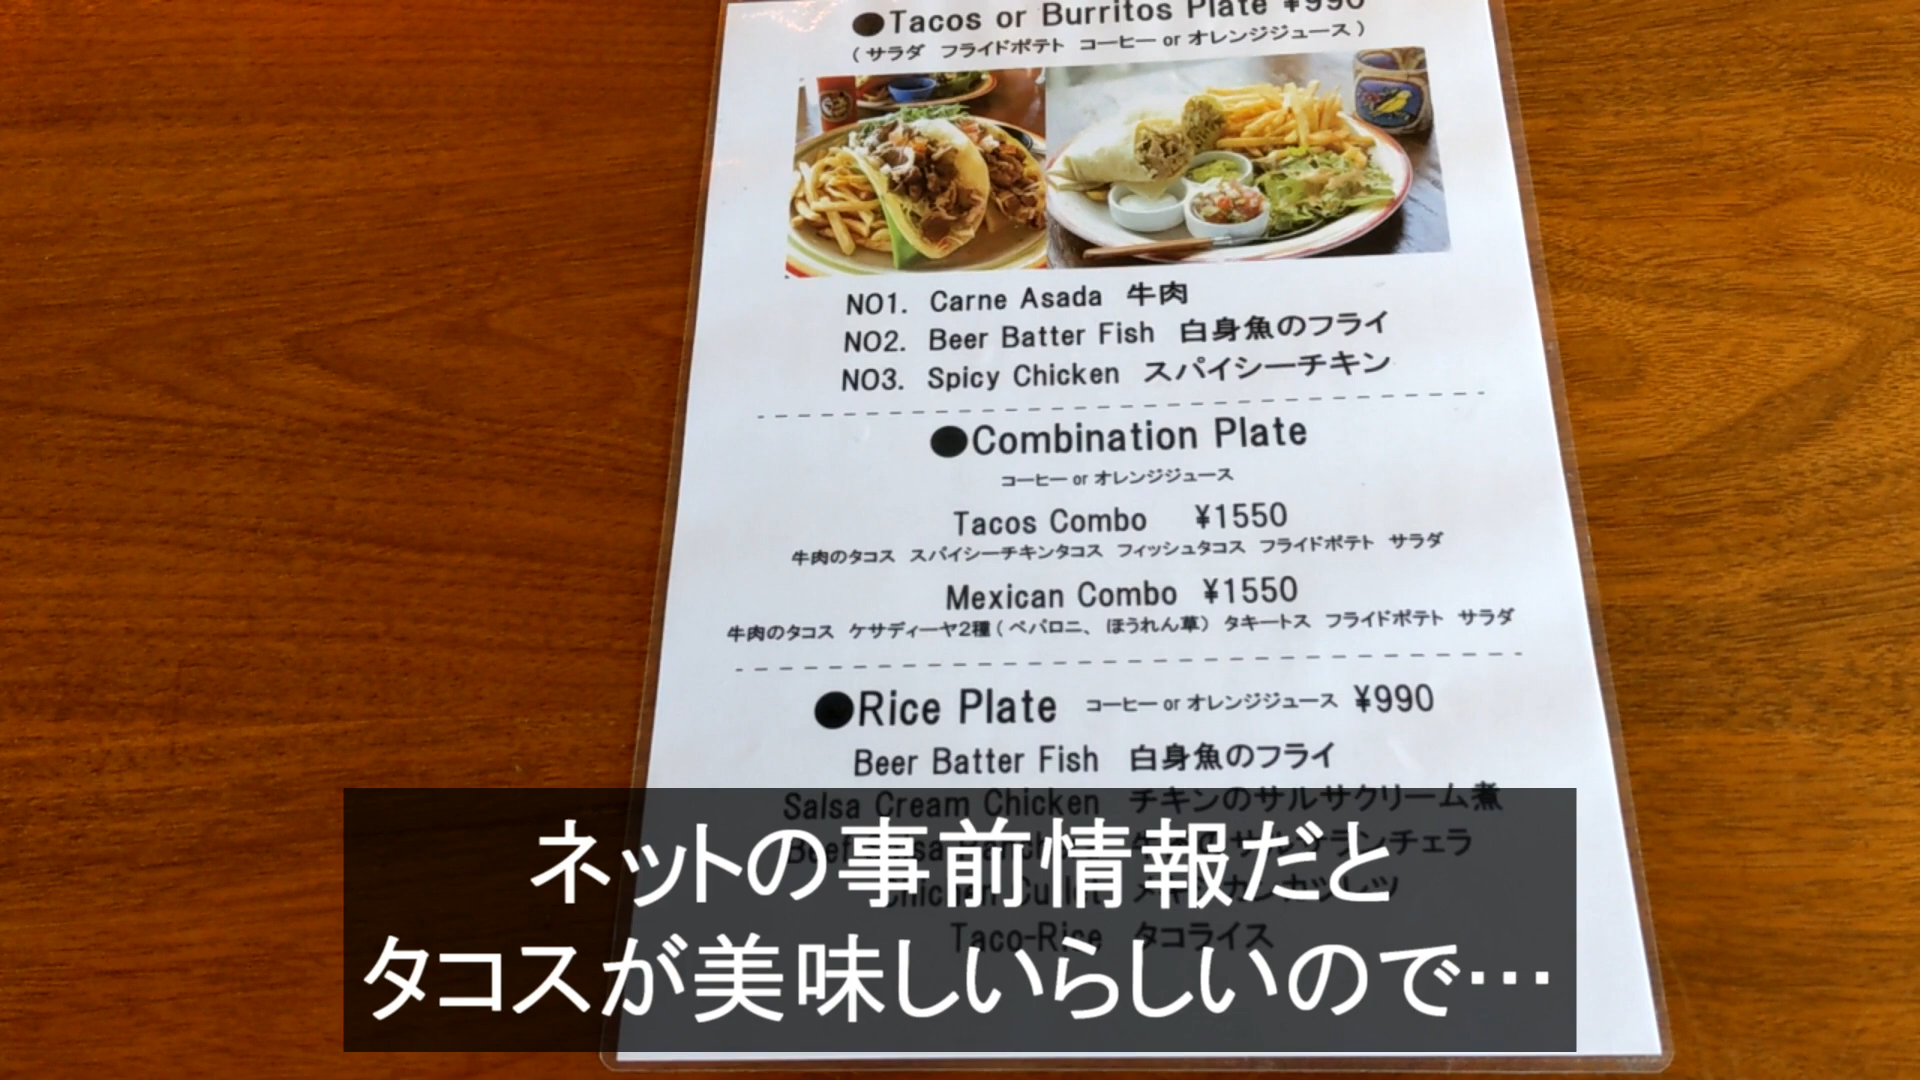 ●Tacos or Burritos Plate ¥990
(サラダ フライドポテト コーヒー or オレンジジュース)
NO1. Carne Asada 牛肉
NO2. Beer Batter Fish 白身魚のフライ
NO3. Spicy Chicken スパイシーチキン
●Combination Plate
コーヒー or オレンジジュース
Tacos Combo ¥1550
牛肉のタコス スパイシーチキンタコス フィッシュタコス フライドポテト サラダ
Mexican Combo ¥1550
牛肉のタコス ケサディーヤ2種(ペパロニ、ほうれん草) タキートス フライドポテト サラダ
●Rice Plate コーヒー or オレンジジュース ¥990
Beer Batter Fish 白身魚のフライ
Salsa Cream Chicken チキンのサルサクリーム煮
Taco-Rice タコライス
ネットの事前情報だと
タコスが美味しいらしいので…